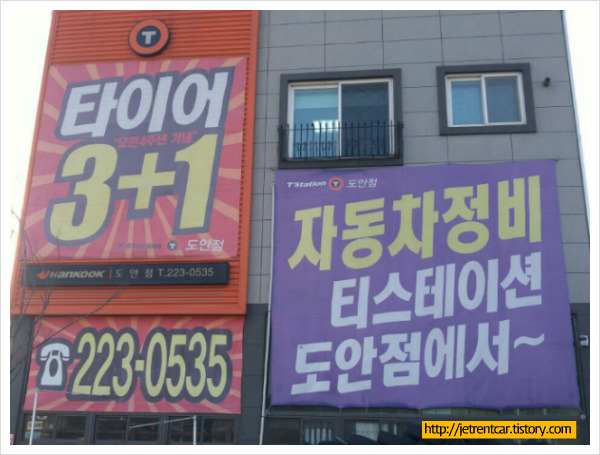 T
타이어
"오픈4주년 기념"
3+1
T'Station T 도안점
HANKOOK 도안점 T.223-0535
☎223-0535
T'Station T 도안점
자동차정비
티스테이션
도안점에서~
http://jetrentcar.tistory.com